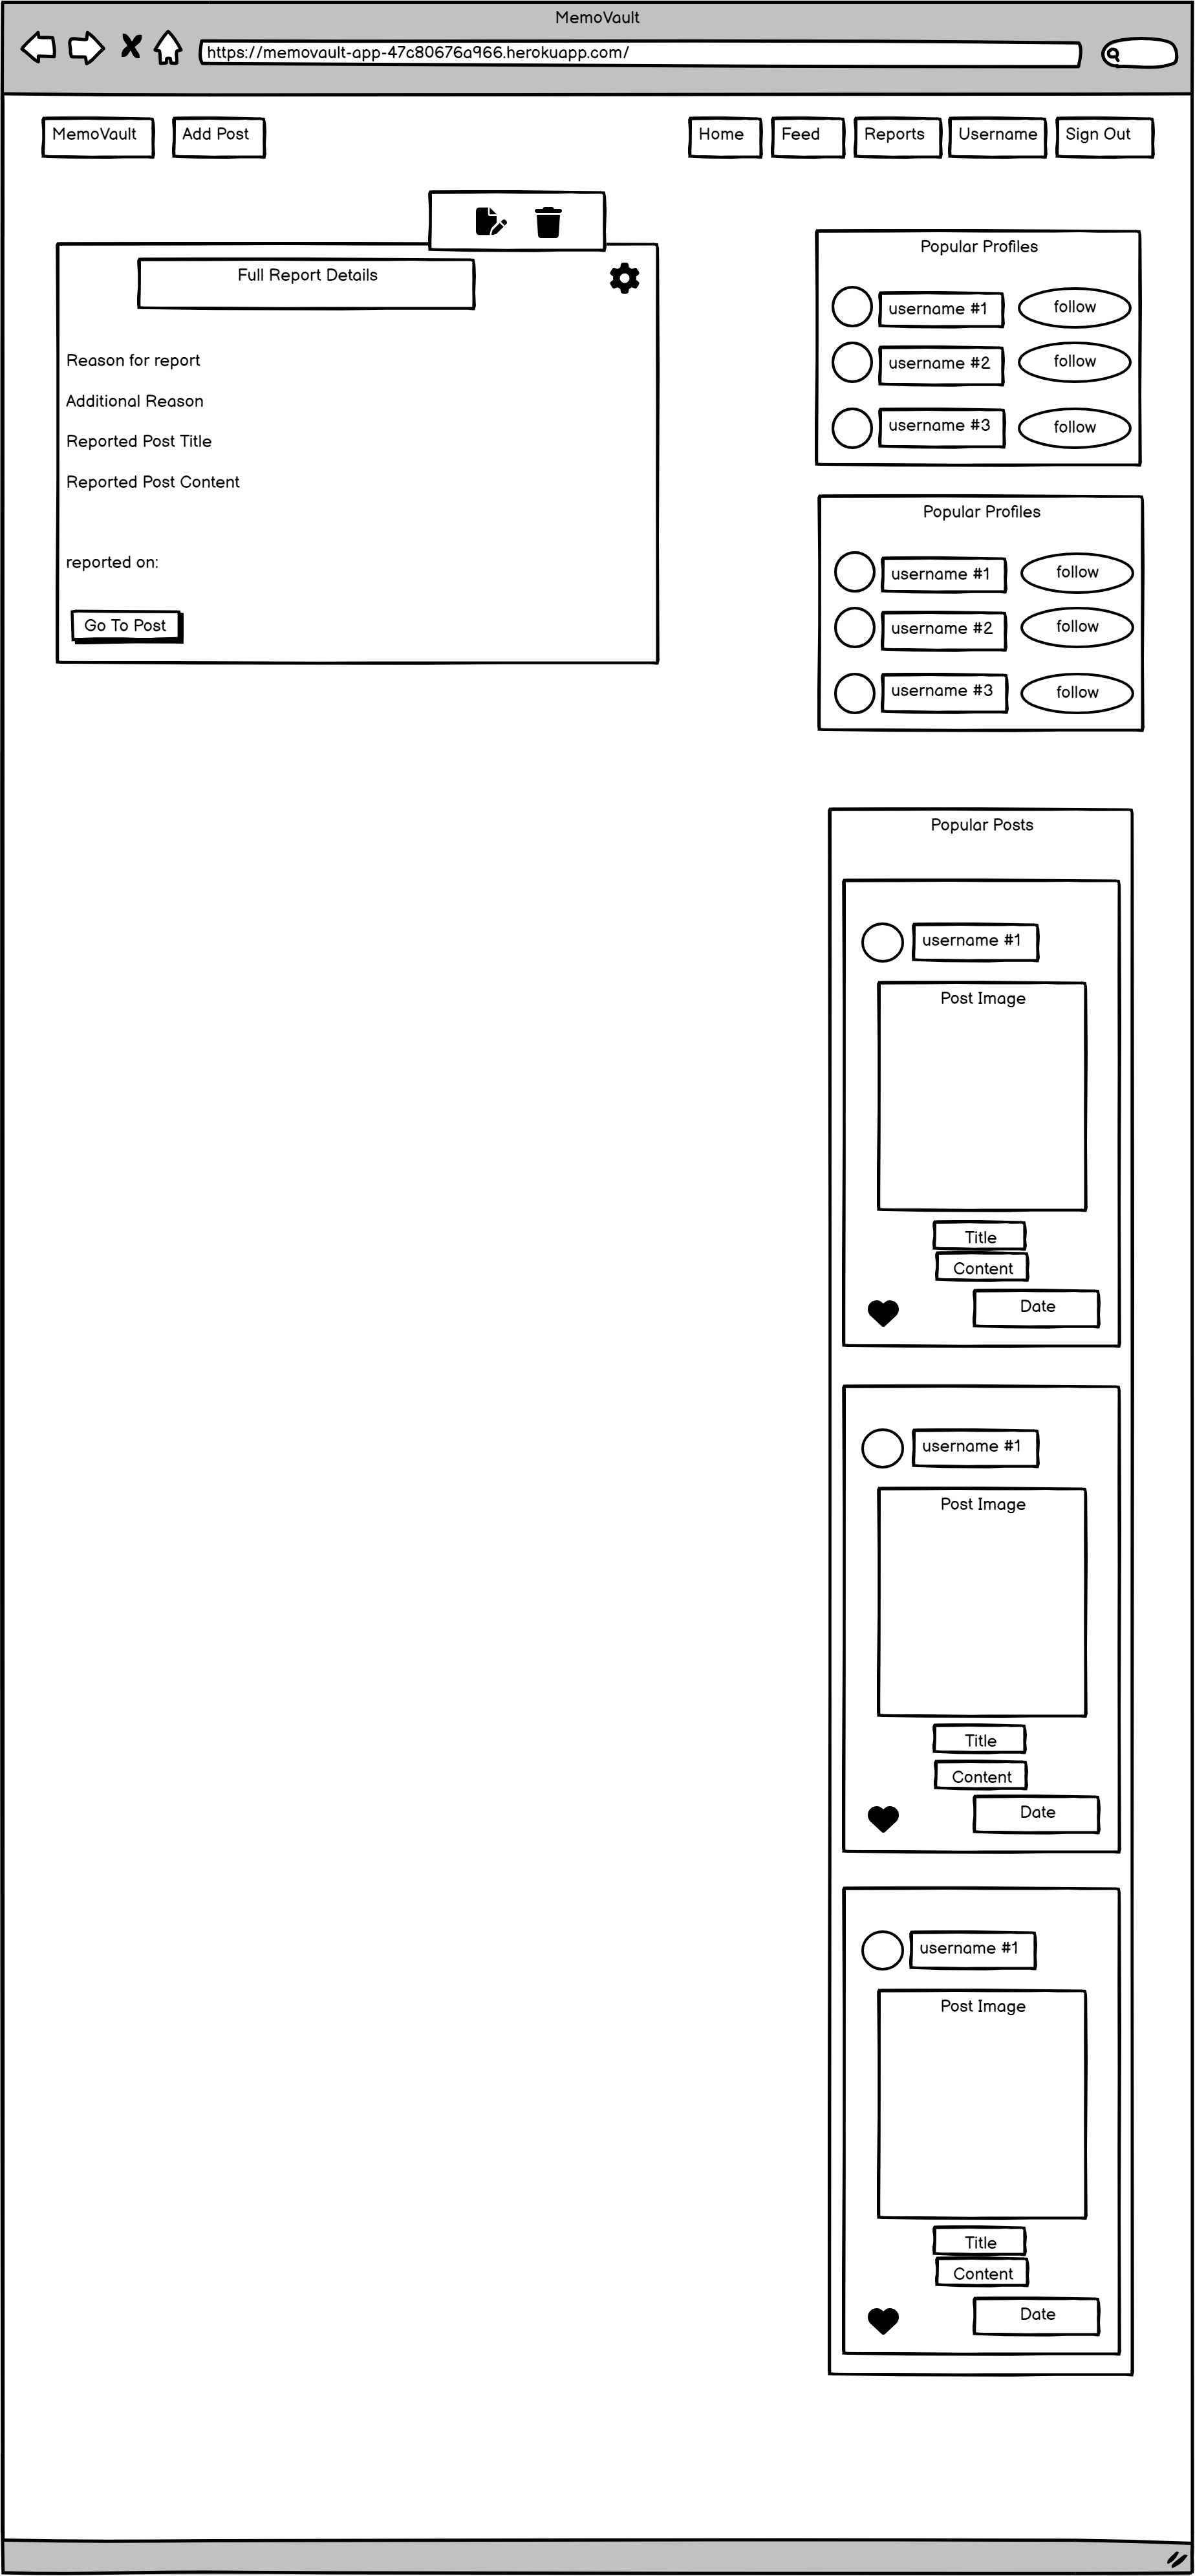 MemoVault
https://memovault-app-47c80676a966.herokuapp.com/
MemoVault
Add Post
Home
Feed
Reports
Username
Sign Out
Full Report Details
Reason for report
Additional Reason
Reported Post Title
Reported Post Content
reported on:
Go To Post
Popular Profiles
username #1
follow
username #2
follow
username #3
follow
Popular Profiles
username #1
follow
username #2
follow
username #3
follow
Popular Posts
username #1
Post Image
Title
Content
Date
username #1
Post Image
Title
Content
Date
username #1
Post Image
Title
Content
Date